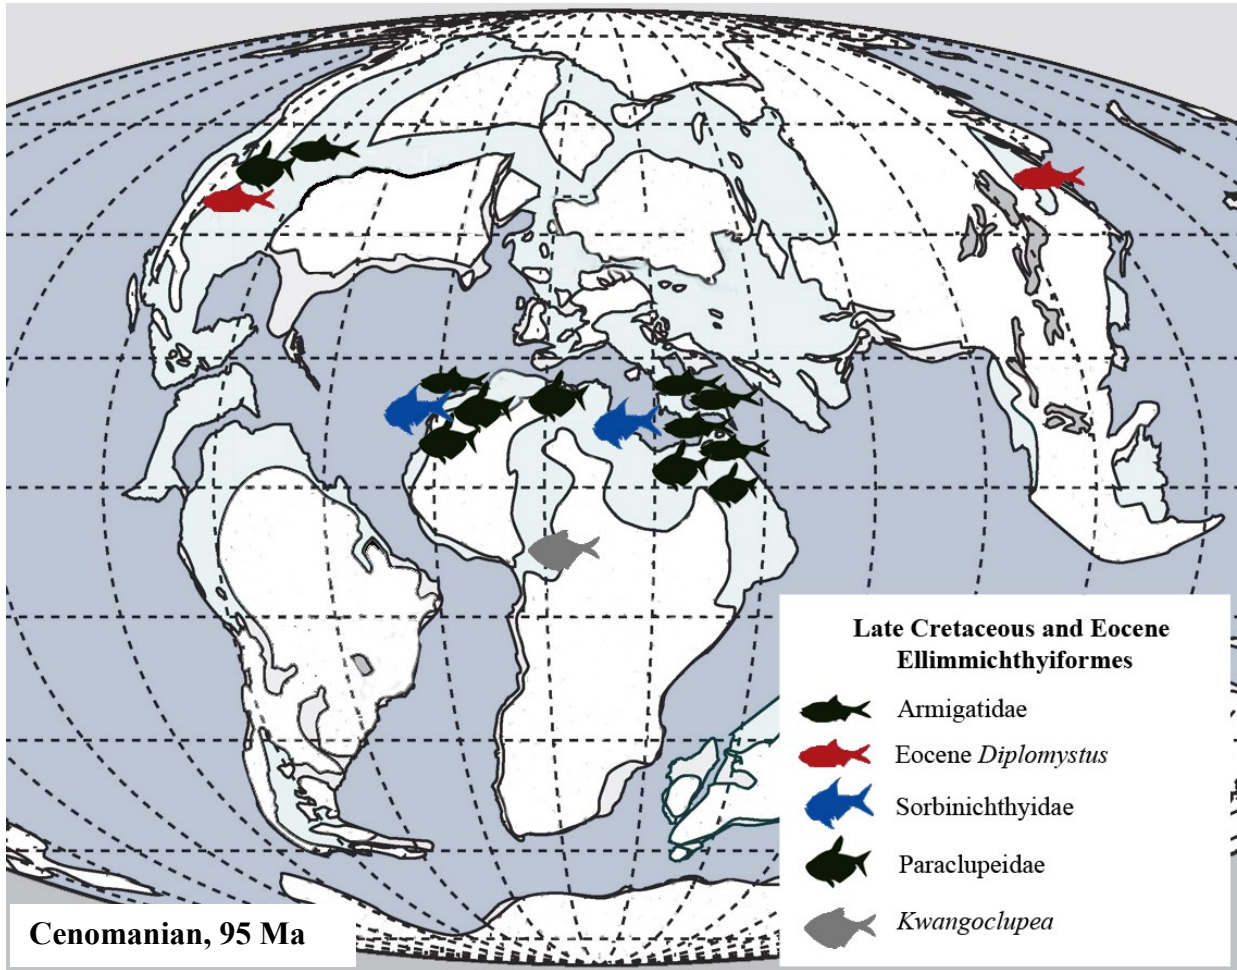 Late Cretaceous and Eocene
Ellimmichthyiformes
Armigatidae
Eocene Diplomystus
Sorbinichthyidae
Paraclupeidae
Kwangoclupea
Cenomanian, 95 Ma